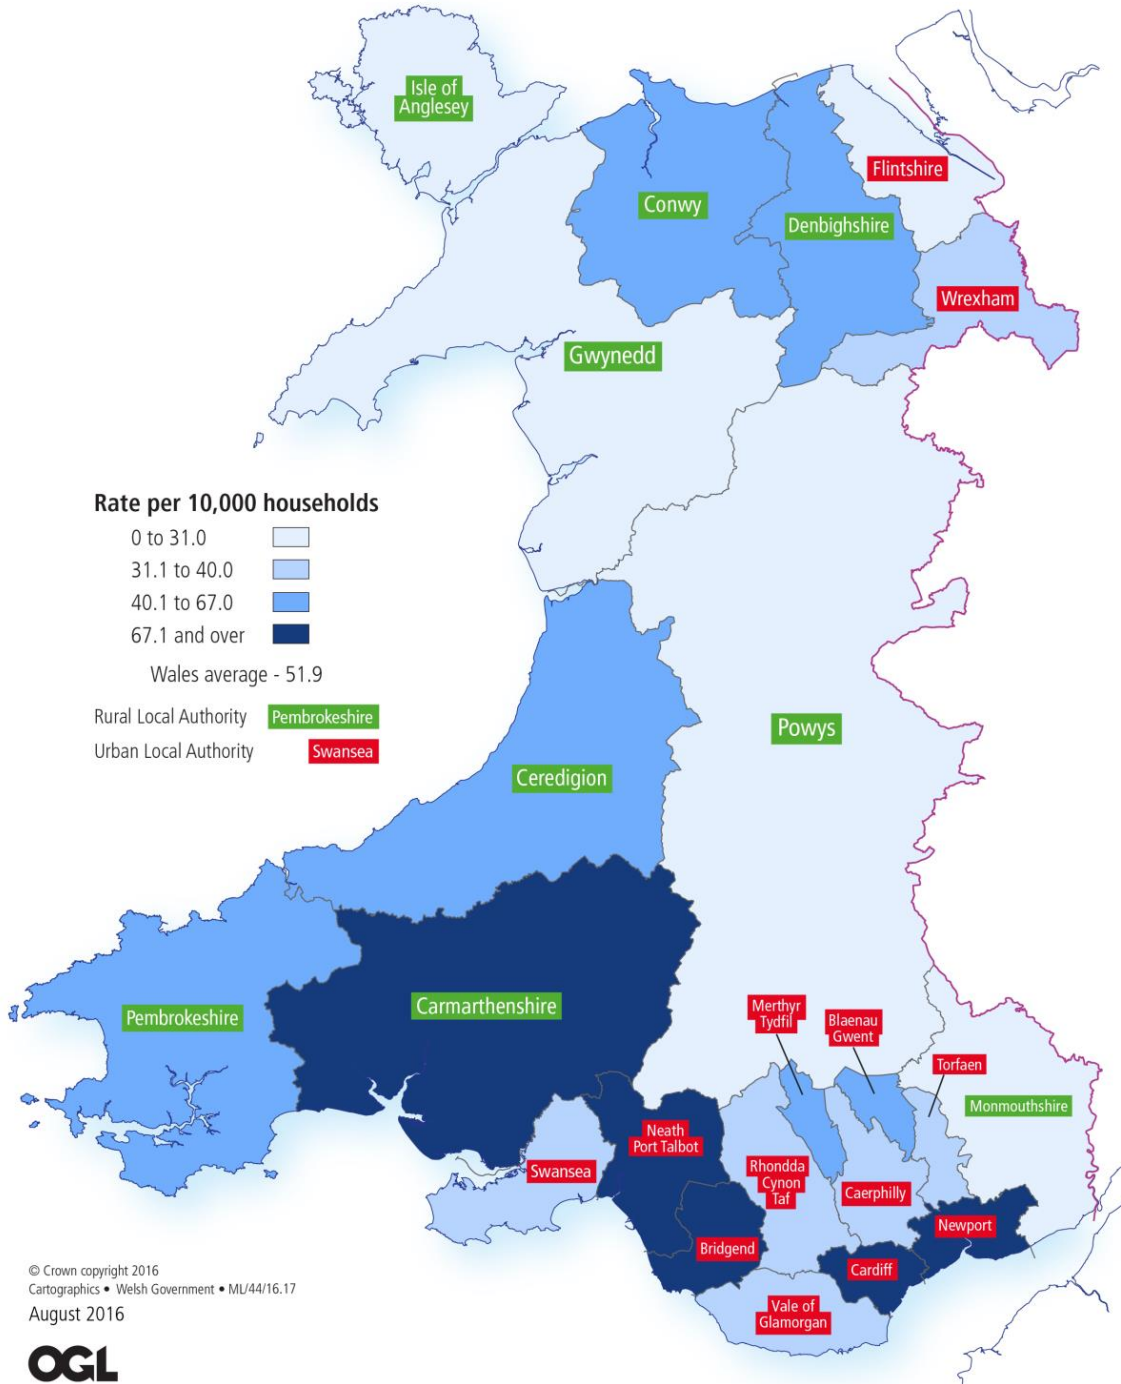 Isle of
Anglesey
Flintshire
Conwy
Denbighshire
Wrexham
Gwynedd
Rate per 10,000 households
0 to 31.0
31.1 to 40.0
40.1 to 67.0
67.1 and over
Wales average - 51.9
Rural Local Authority Pembrokeshire
Urban Local Authority Swansea
Powys
Ceredigion
Carmarthenshire
Pembrokeshire
Merthyr
Tydfil
Blaenau
Gwent
Torfaen
Monmouthshire
Neath
Port Talbot
Swansea
Rhondda
Cynon
Taf
Caerphilly
Newport
Bridgend
Cardiff
Vale of
Glamorgan
© Crown copyright 2016
Cartographics • Welsh Government • ML/44/16.17
August 2016
OGL